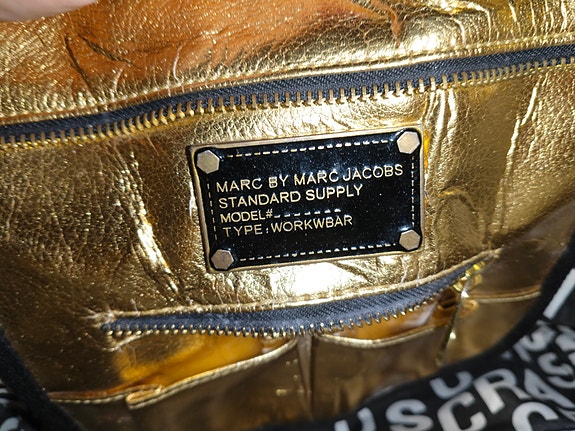 MARC BY MARC JACOBS
STANDARD SUPPLY
MODEL#_ _ _ _ _ _ _ _
TYPE:WORKWBAR